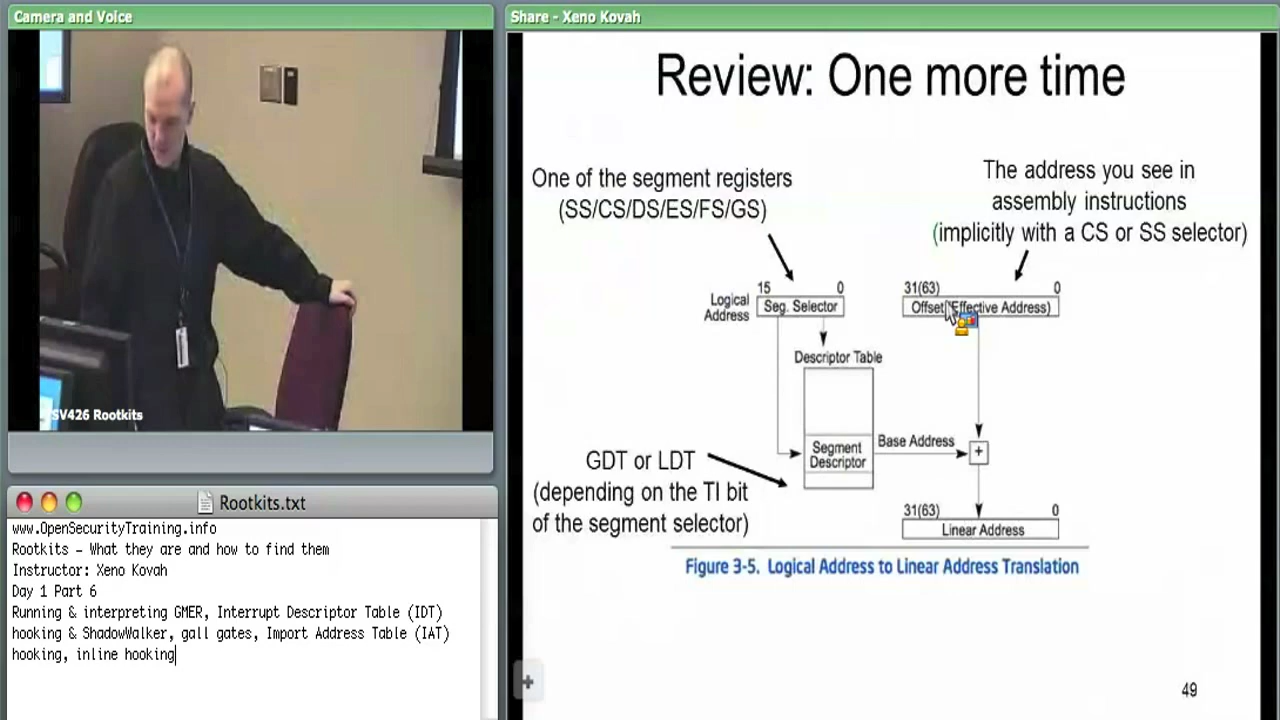 Camera and Voice
SV426 Rootkits
Rootkits.txt
www.OpenSecurityTraining.info
Rootkits – What they are and how to find them
Instructor: Xeno Kovah
Day 1 Part 6
Running & interpreting GMER, Interrupt Descriptor Table (IDT)
hooking & ShadowWalker, gall gates, Import Address Table (IAT)
hooking, inline hooking
Share - Xeno Kovah
Review: One more time
One of the segment registers
(SS/CS/DS/ES/FS/GS)
The address you see in
assembly instructions
(implicitly with a CS or SS selector)
15 0
Logical
Address
Seg. Selector
31(63) 0
Offset (Effective Address)
Descriptor Table
Segment
Descriptor
Base Address
+
GDT or LDT
(depending on the TI bit
of the segment selector)
31(63) 0
Linear Address
Figure 3-5. Logical Address to Linear Address Translation
49